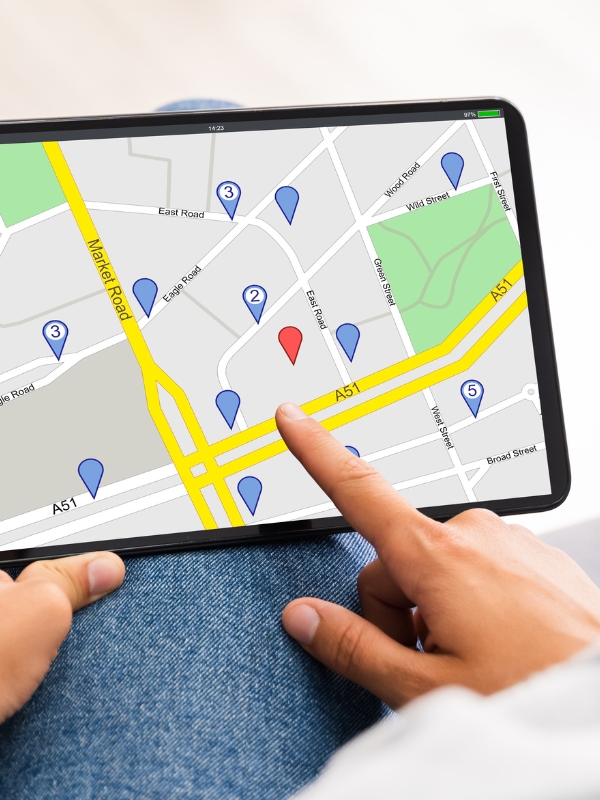 14:23
97%
3
East Road
Wood Road
Wild Street
First Street
Market Road
Eagle Road
Green Street
2
East Road
A51
3
gle Road
A51
5
West Street
Broad Street
A51